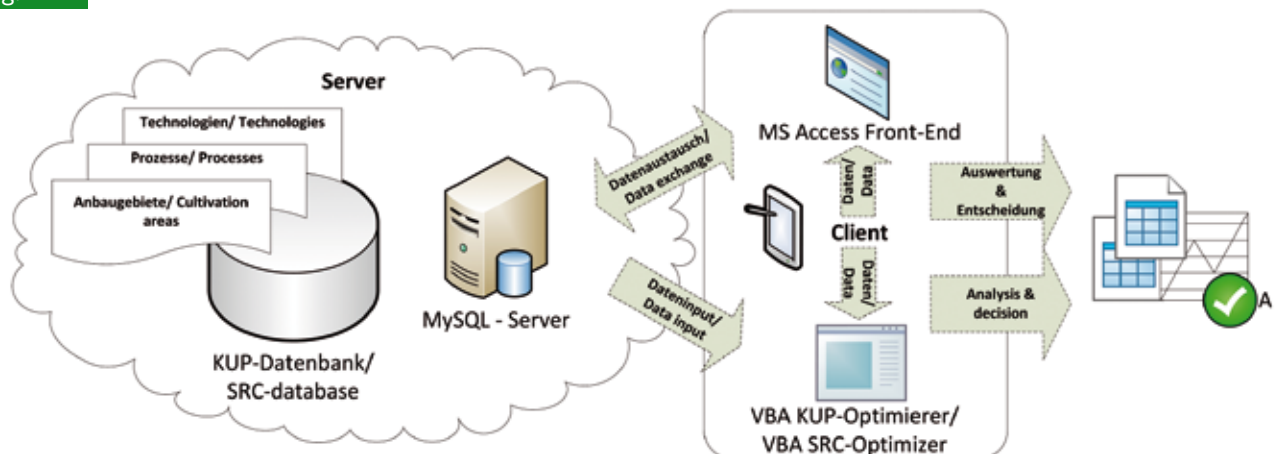 Server
Technologien/ Technologies
Prozesse/ Processes
Anbaugebiete/ Cultivation
areas
KUP-Datenbank/
SRC-database
MySQL - Server
Datenaustausch/
Data exchange
Dateninput/
Data input
MS Access Front-End
Daten/
Data
Client
Daten/
Data
VBA KUP-Optimierer/
VBA SRC-Optimizer
Auswertung
&
Entscheidung
Analysis &
decision
A